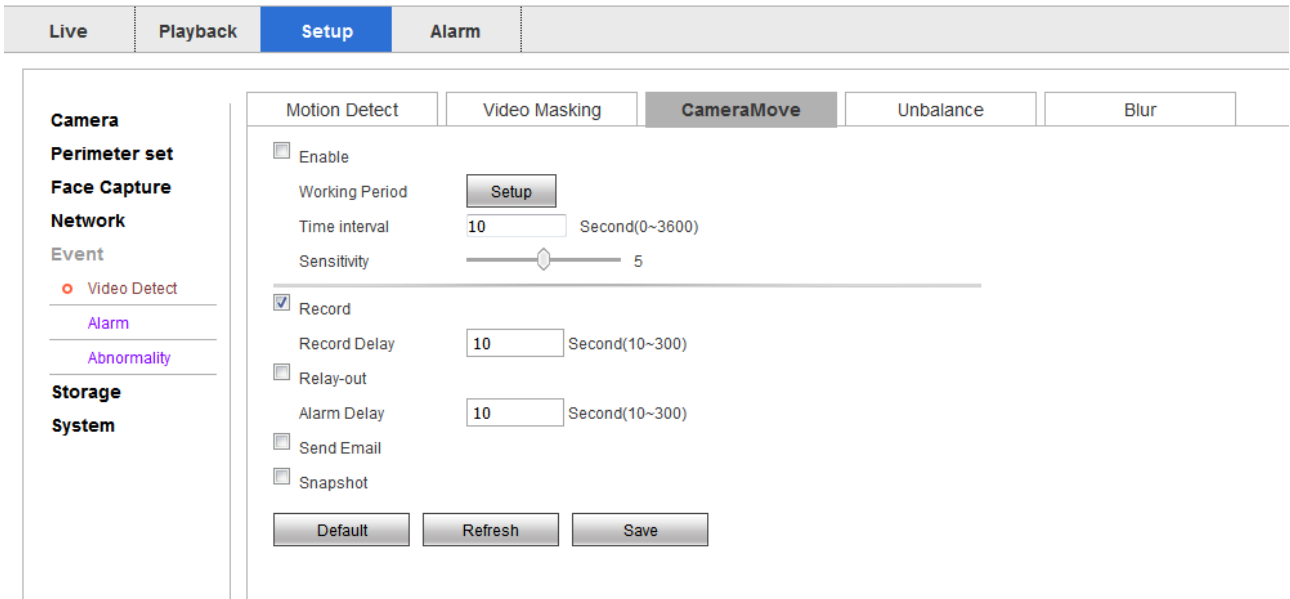 Live Playback Setup Alarm
Camera
Perimeter set
Face Capture
Network
Event
Video Detect
Alarm
Abnormality
Storage
System
Motion Detect Video Masking CameraMove Unbalance Blur
Enable
Working Period Setup
Time interval 10 Second(0~3600)
Sensitivity 5
Record
Record Delay 10 Second(10~300)
Relay-out
Alarm Delay 10 Second(10~300)
Send Email
Snapshot
Default Refresh Save